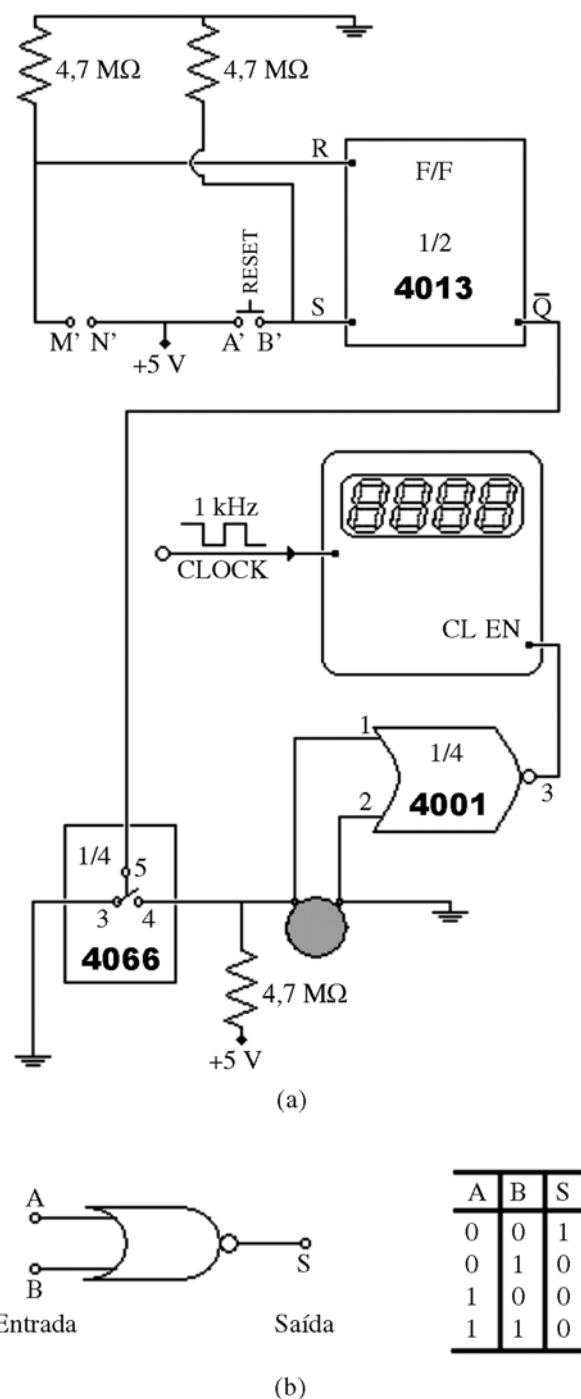 4,7 MΩ 4,7 MΩ
R
F/F
1/2
4013
RESET
S
Q̅
M' N' A' B'
+5 V
1 kHz
8888
CLOCK
CL EN
1
1/4
2
4001
3
1/4
5
3 4
4066
4,7 MΩ
+5 V
(a)
A
B
S
Entrada Saída
A B S
0 0 1
0 1 0
1 0 0
1 1 0
(b)